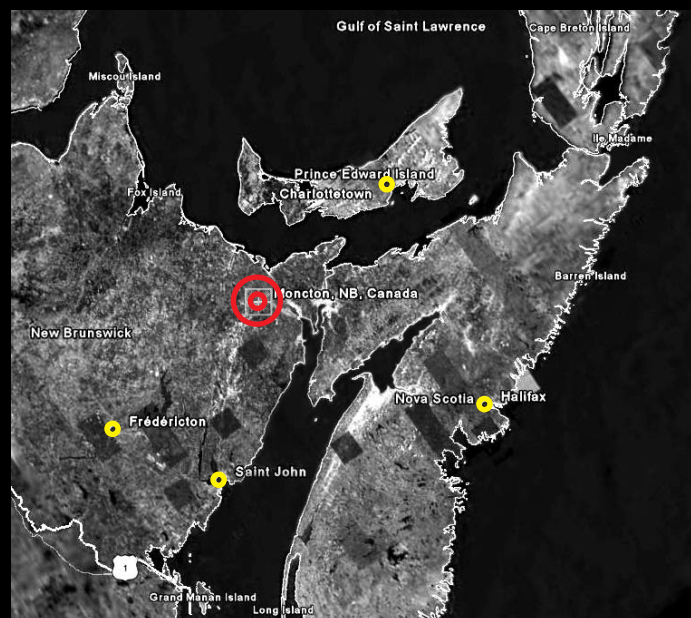 Gulf of Saint Lawrence
Cape Breton Island
Miscou Island
Ile Madame
Prince Edward Island
Charlottetown
Fox Island
Barren Island
Moncton, NB, Canada
New Brunswick
Nova Scotia
Halifax
Frédéricton
Saint John
1
Grand Manan Island
Long Island